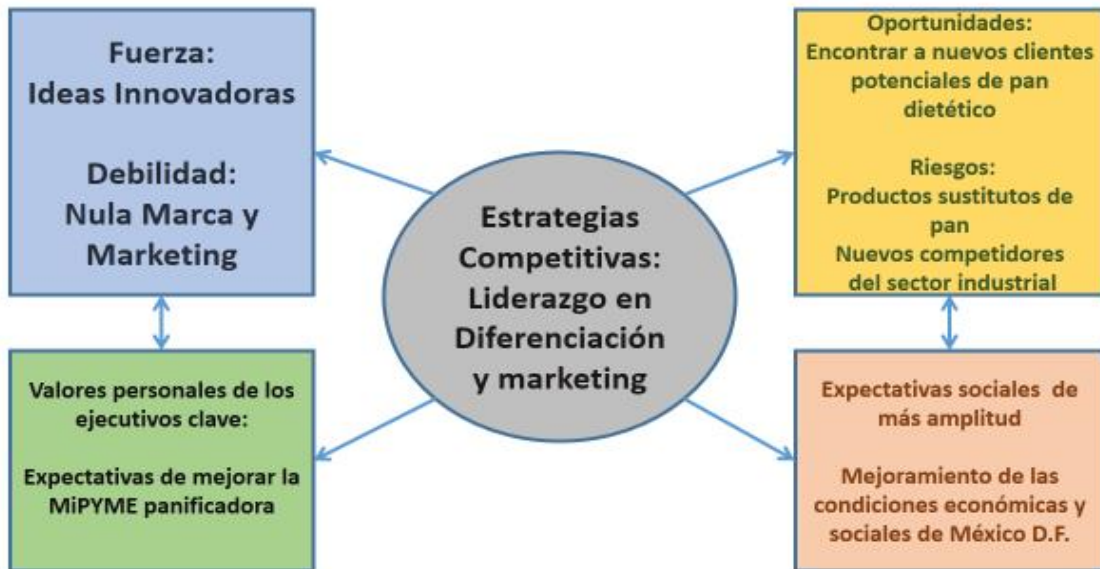 Fuerza:
Ideas Innovadoras
Debilidad:
Nula Marca y
Marketing
Oportunidades:
Encontrar a nuevos clientes
potenciales de pan
dietético
Riesgos:
Productos sustitutos de
pan
Nuevos competidores
del sector industrial
Estrategias
Competitivas:
Liderazgo en
Diferenciación
y marketing
Valores personales de los
ejecutivos clave:
Expectativas de mejorar la
MiPYME panificadora
Expectativas sociales de
más amplitud
Mejoramiento de las
condiciones económicas y
sociales de México D.F.